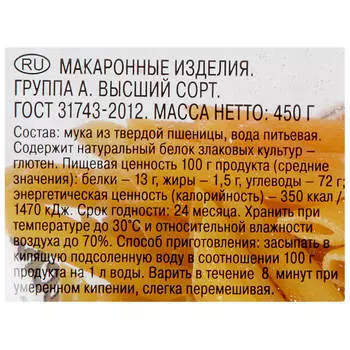 RU МАКАРОННЫЕ ИЗДЕЛИЯ.
ГРУППА А. ВЫСШИЙ СОРТ.
ГОСТ 31743-2012. МАССА НЕТТО: 450 Г
Состав: мука из твердой пшеницы, вода питьевая.
Содержит натуральный белок злаковых культур –
глютен. Пищевая ценность 100 г продукта (средние
значения): белки – 13 г, жиры – 1,5 г, углеводы – 72 г;
энергетическая ценность (калорийность) – 350 ккал /
1470 кДж. Срок годности: 24 месяца. Хранить при
температуре до 30°С и относительной влажности
воздуха до 70%. Способ приготовления: засыпать в
кипящую подсоленную воду в соотношении 100 г
продукта на 1 л воды. Варить в течение 8 минут при
умеренном кипении, слегка перемешивая.